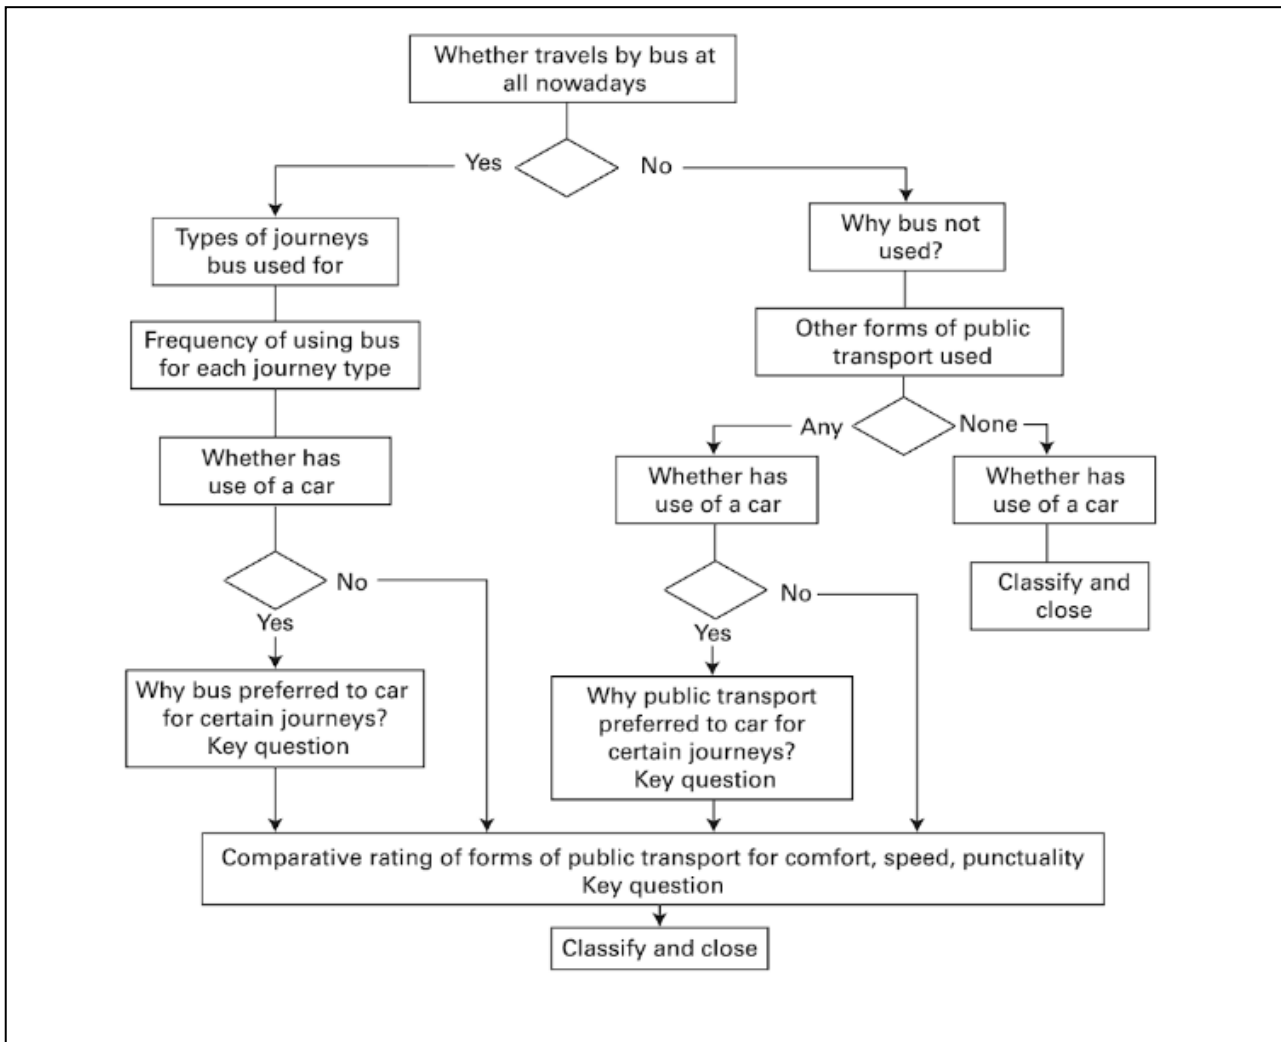 Whether travels by bus at
all nowadays
Yes
No
Types of journeys
bus used for
Why bus not
used?
Frequency of using bus
for each journey type
Other forms of public
transport used
Any
None
Whether has
use of a car
Whether has
use of a car
Whether has
use of a car
No
Yes
No
Yes
Classify and
close
Why bus preferred to car
for certain journeys?
Key question
Why public transport
preferred to car for
certain journeys?
Key question
Comparative rating of forms of public transport for comfort, speed, punctuality
Key question
Classify and close